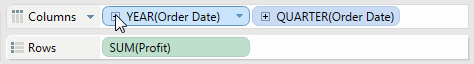 Columns YEAR(Order Date) QUARTER(Order Date)
Rows SUM(Profit)